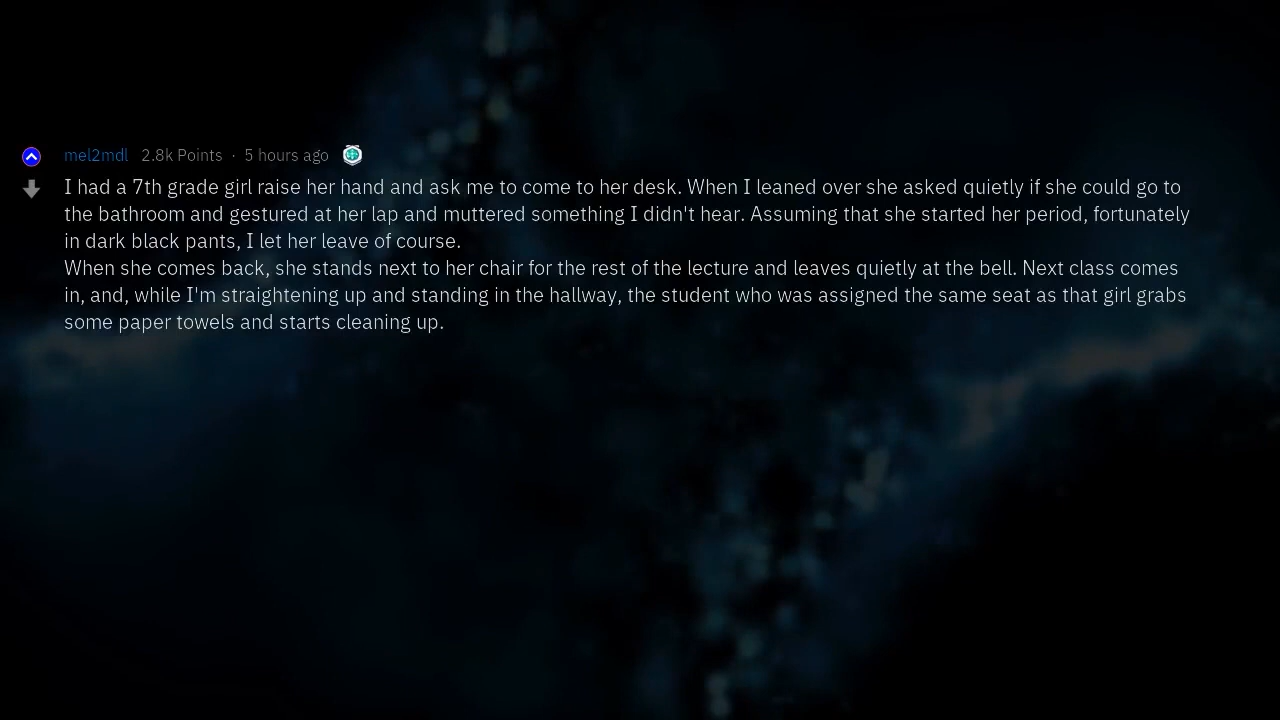 mel2mdl 2.8k Points · 5 hours ago
I had a 7th grade girl raise her hand and ask me to come to her desk. When I leaned over she asked quietly if she could go to
the bathroom and gestured at her lap and muttered something I didn't hear. Assuming that she started her period, fortunately
in dark black pants, I let her leave of course.
When she comes back, she stands next to her chair for the rest of the lecture and leaves quietly at the bell. Next class comes
in, and, while I'm straightening up and standing in the hallway, the student who was assigned the same seat as that girl grabs
some paper towels and starts cleaning up.